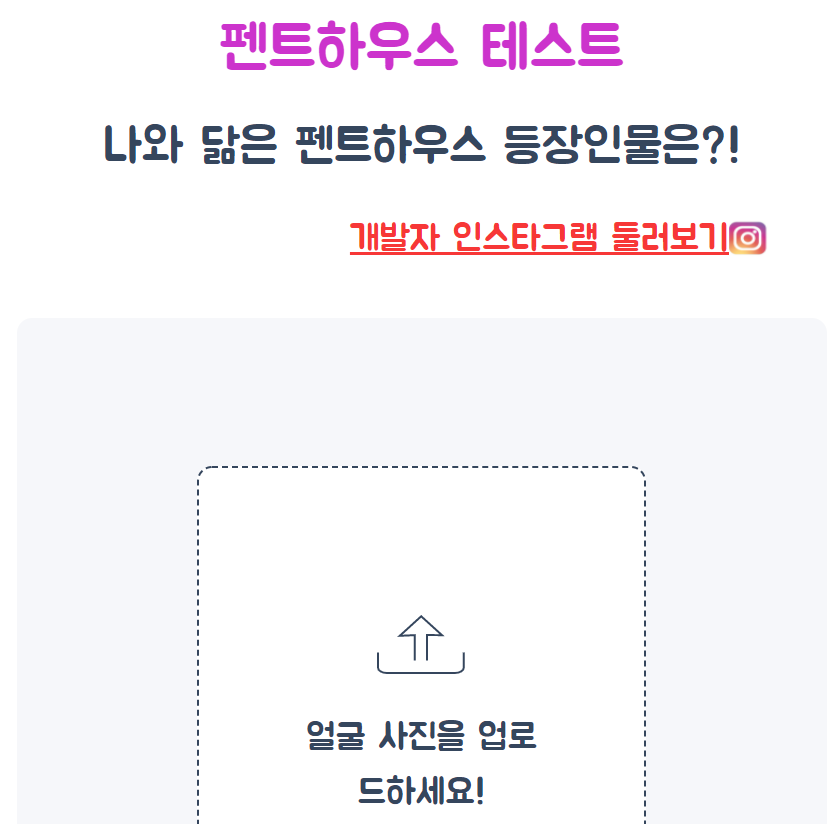 펜트하우스 테스트
나와 닮은 펜트하우스 등장인물은?!
개발자 인스타그램 둘러보기
얼굴 사진을 업로
드하세요!